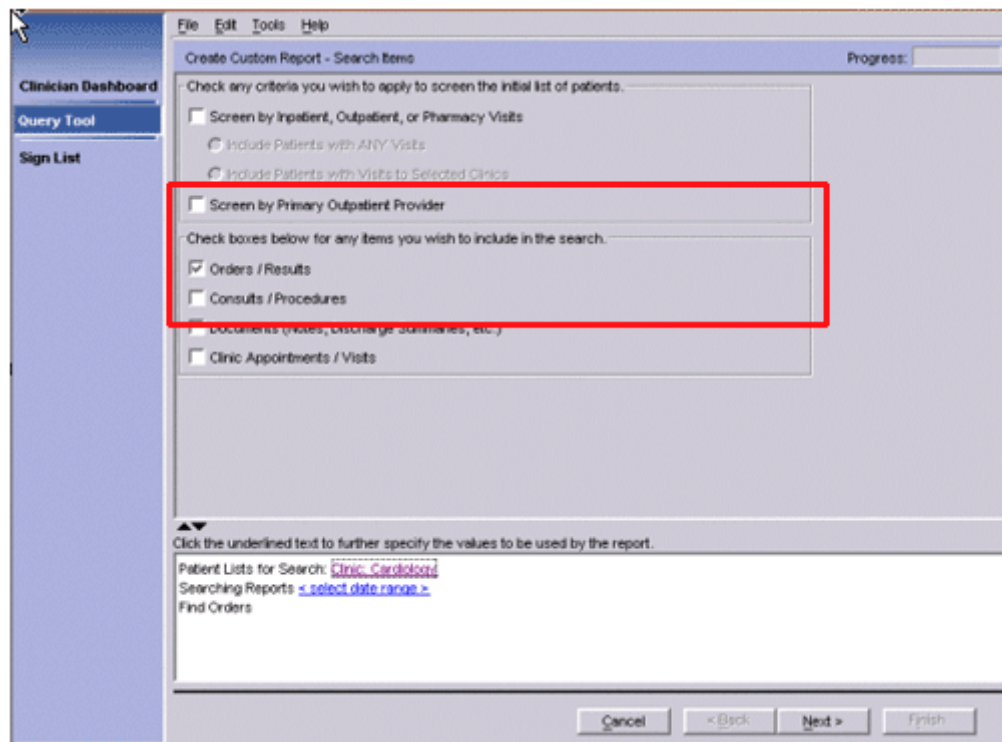 File Edit Tools Help
Create Custom Report - Search Items Progress:
Clinician Dashboard
Query Tool
Sign List
Check any criteria you wish to apply to screen the initial list of patients.
Screen by Inpatient, Outpatient, or Pharmacy Visits
Include Patients with ANY Visits
Include Patients with Visits to Selected Clinics
Screen by Primary Outpatient Provider
Check boxes below for any items you wish to include in the search.
Orders / Results
Consults / Procedures
Documents (Notes, Discharge Summaries, etc.)
Clinic Appointments / Visits
Click the underlined text to further specify the values to be used by the report.
Patient Lists for Search: Clinic: Cardiology
Searching Reports < select date range >
Find Orders
Cancel < Back Next > Finish